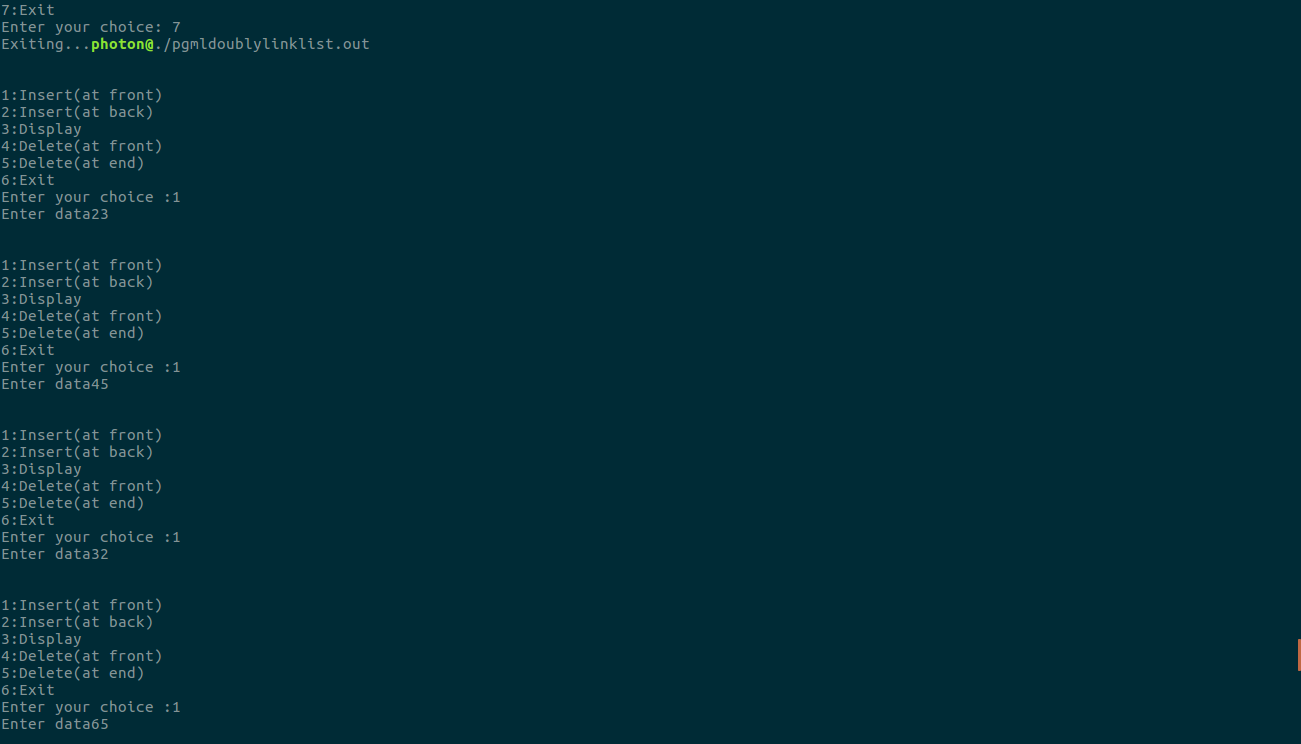 7:Exit
Enter your choice: 7
Exiting...photon@./pgmldoublylinklist.out
1:Insert(at front)
2:Insert(at back)
3:Display
4:Delete(at front)
5:Delete(at end)
6:Exit
Enter your choice :1
Enter data23
1:Insert(at front)
2:Insert(at back)
3:Display
4:Delete(at front)
5:Delete(at end)
6:Exit
Enter your choice :1
Enter data45
1:Insert(at front)
2:Insert(at back)
3:Display
4:Delete(at front)
5:Delete(at end)
6:Exit
Enter your choice :1
Enter data32
1:Insert(at front)
2:Insert(at back)
3:Display
4:Delete(at front)
5:Delete(at end)
6:Exit
Enter your choice :1
Enter data65